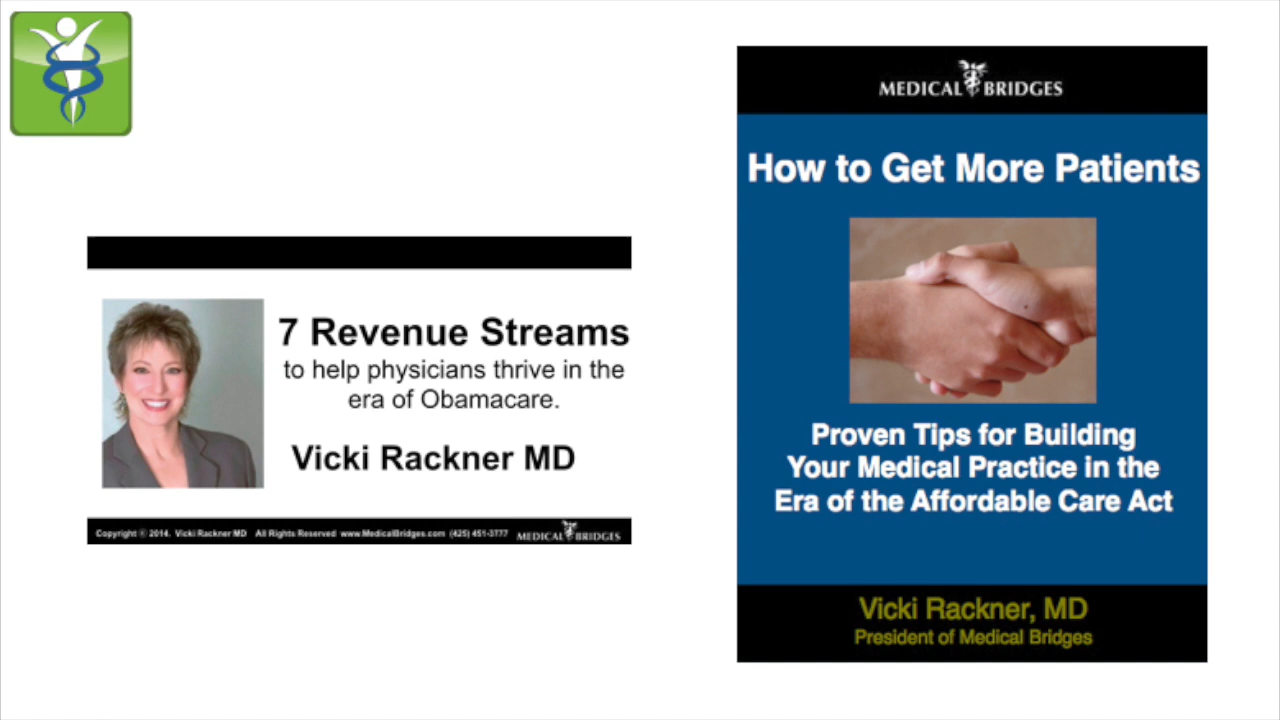 7 Revenue Streams
to help physicians thrive in the
era of Obamacare.
Vicki Rackner MD
Copyright © 2014. Vicki Rackner MD All Rights Reserved www.MedicalBridges.com (425) 451-3777 MEDICAL BRIDGES
MEDICAL BRIDGES
How to Get More Patients
Proven Tips for Building
Your Medical Practice in the
Era of the Affordable Care Act
Vicki Rackner, MD
President of Medical Bridges